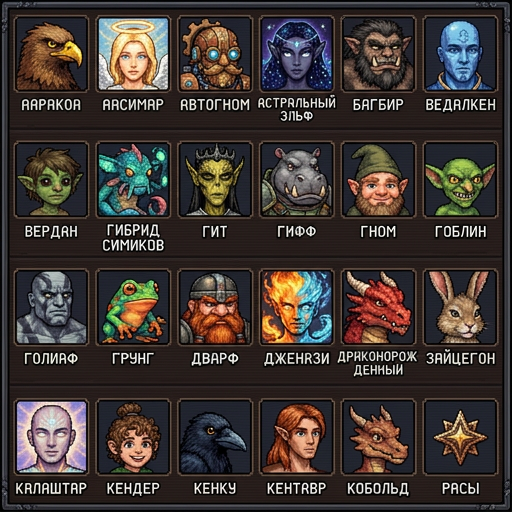 ААРАКОА
ААСИМАР
АВТОГНОМ
АСТРАЛЬНЫЙ
ЭЛЬФ
БАГБИР
ВЕДАЛКЕН
ВЕРДАН
ГИБРИД
СИМИКОВ
ГИТ
ГИФФ
ГНОМ
ГОБЛИН
ГОЛИАФ
ГРУНГ
ДВАРФ
ДЖЕНАЗИ
ДРАКОНОРОЖ
ДЕННЫЙ
ЗАЙЦЕГОН
КАЛАШТАР
КЕНДЕР
КЕНКУ
КЕНТАВР
КОБОЛЬД
РАСЫ